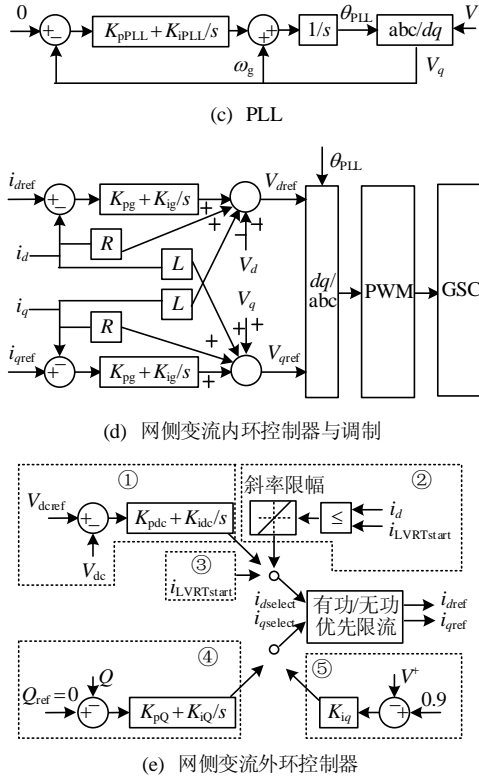 0
K_pPLL + K_iPLL/s
1/s
θ_PLL
abc/dq
V
ω_g
V_q
(c) PLL
θ_PLL
i_dref
K_pg + K_ig/s
V_dref
R
i_d
L
V_d
dq/abc
PWM
GSC
i_q
L
V_q
R
i_qref
K_pg + K_ig/s
V_qref
(d) 网侧变流内环控制器与调制
①
V_dcref
K_pdc + K_idc/s
V_dc
斜率限幅
②
≤
i_d
i_LVRTstart
③
i_LVRTstart
i_dselect
i_qselect
有功/无功
优先限流
i_dref
i_qref
④
Q_ref=0
Q
K_pQ + K_iQ/s
⑤
K_iq
V⁺
0.9
(e) 网侧变流外环控制器